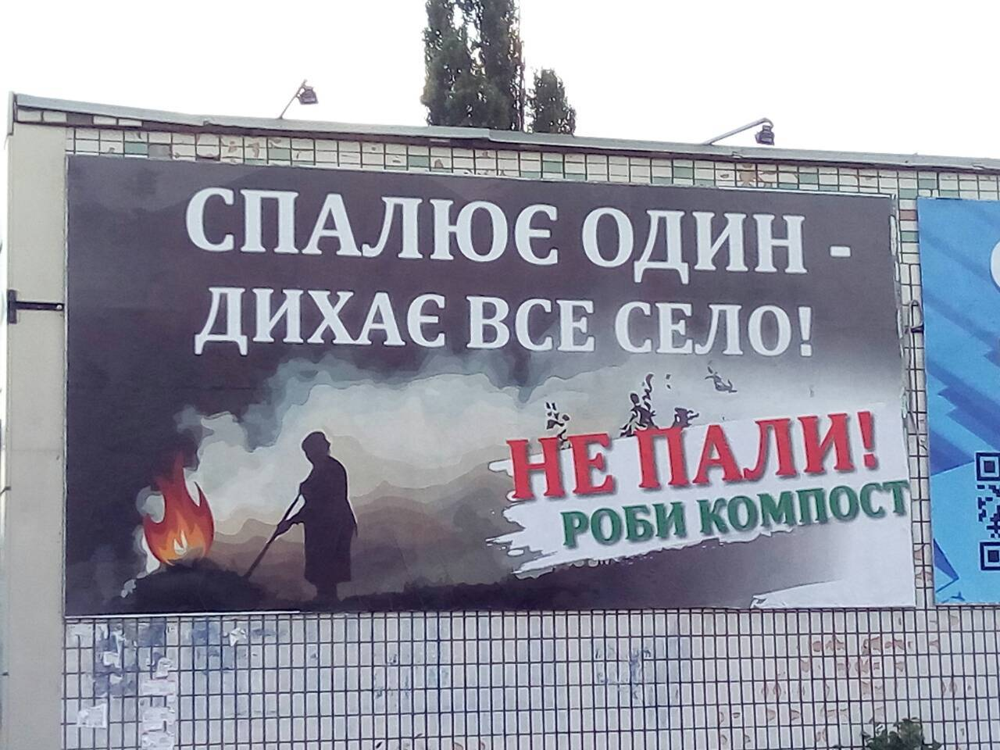 СПАЛЮЄ ОДИН -
ДИХАЄ ВСЕ СЕЛО!
НЕ ПАЛИ!
РОБИ КОМПОСТ